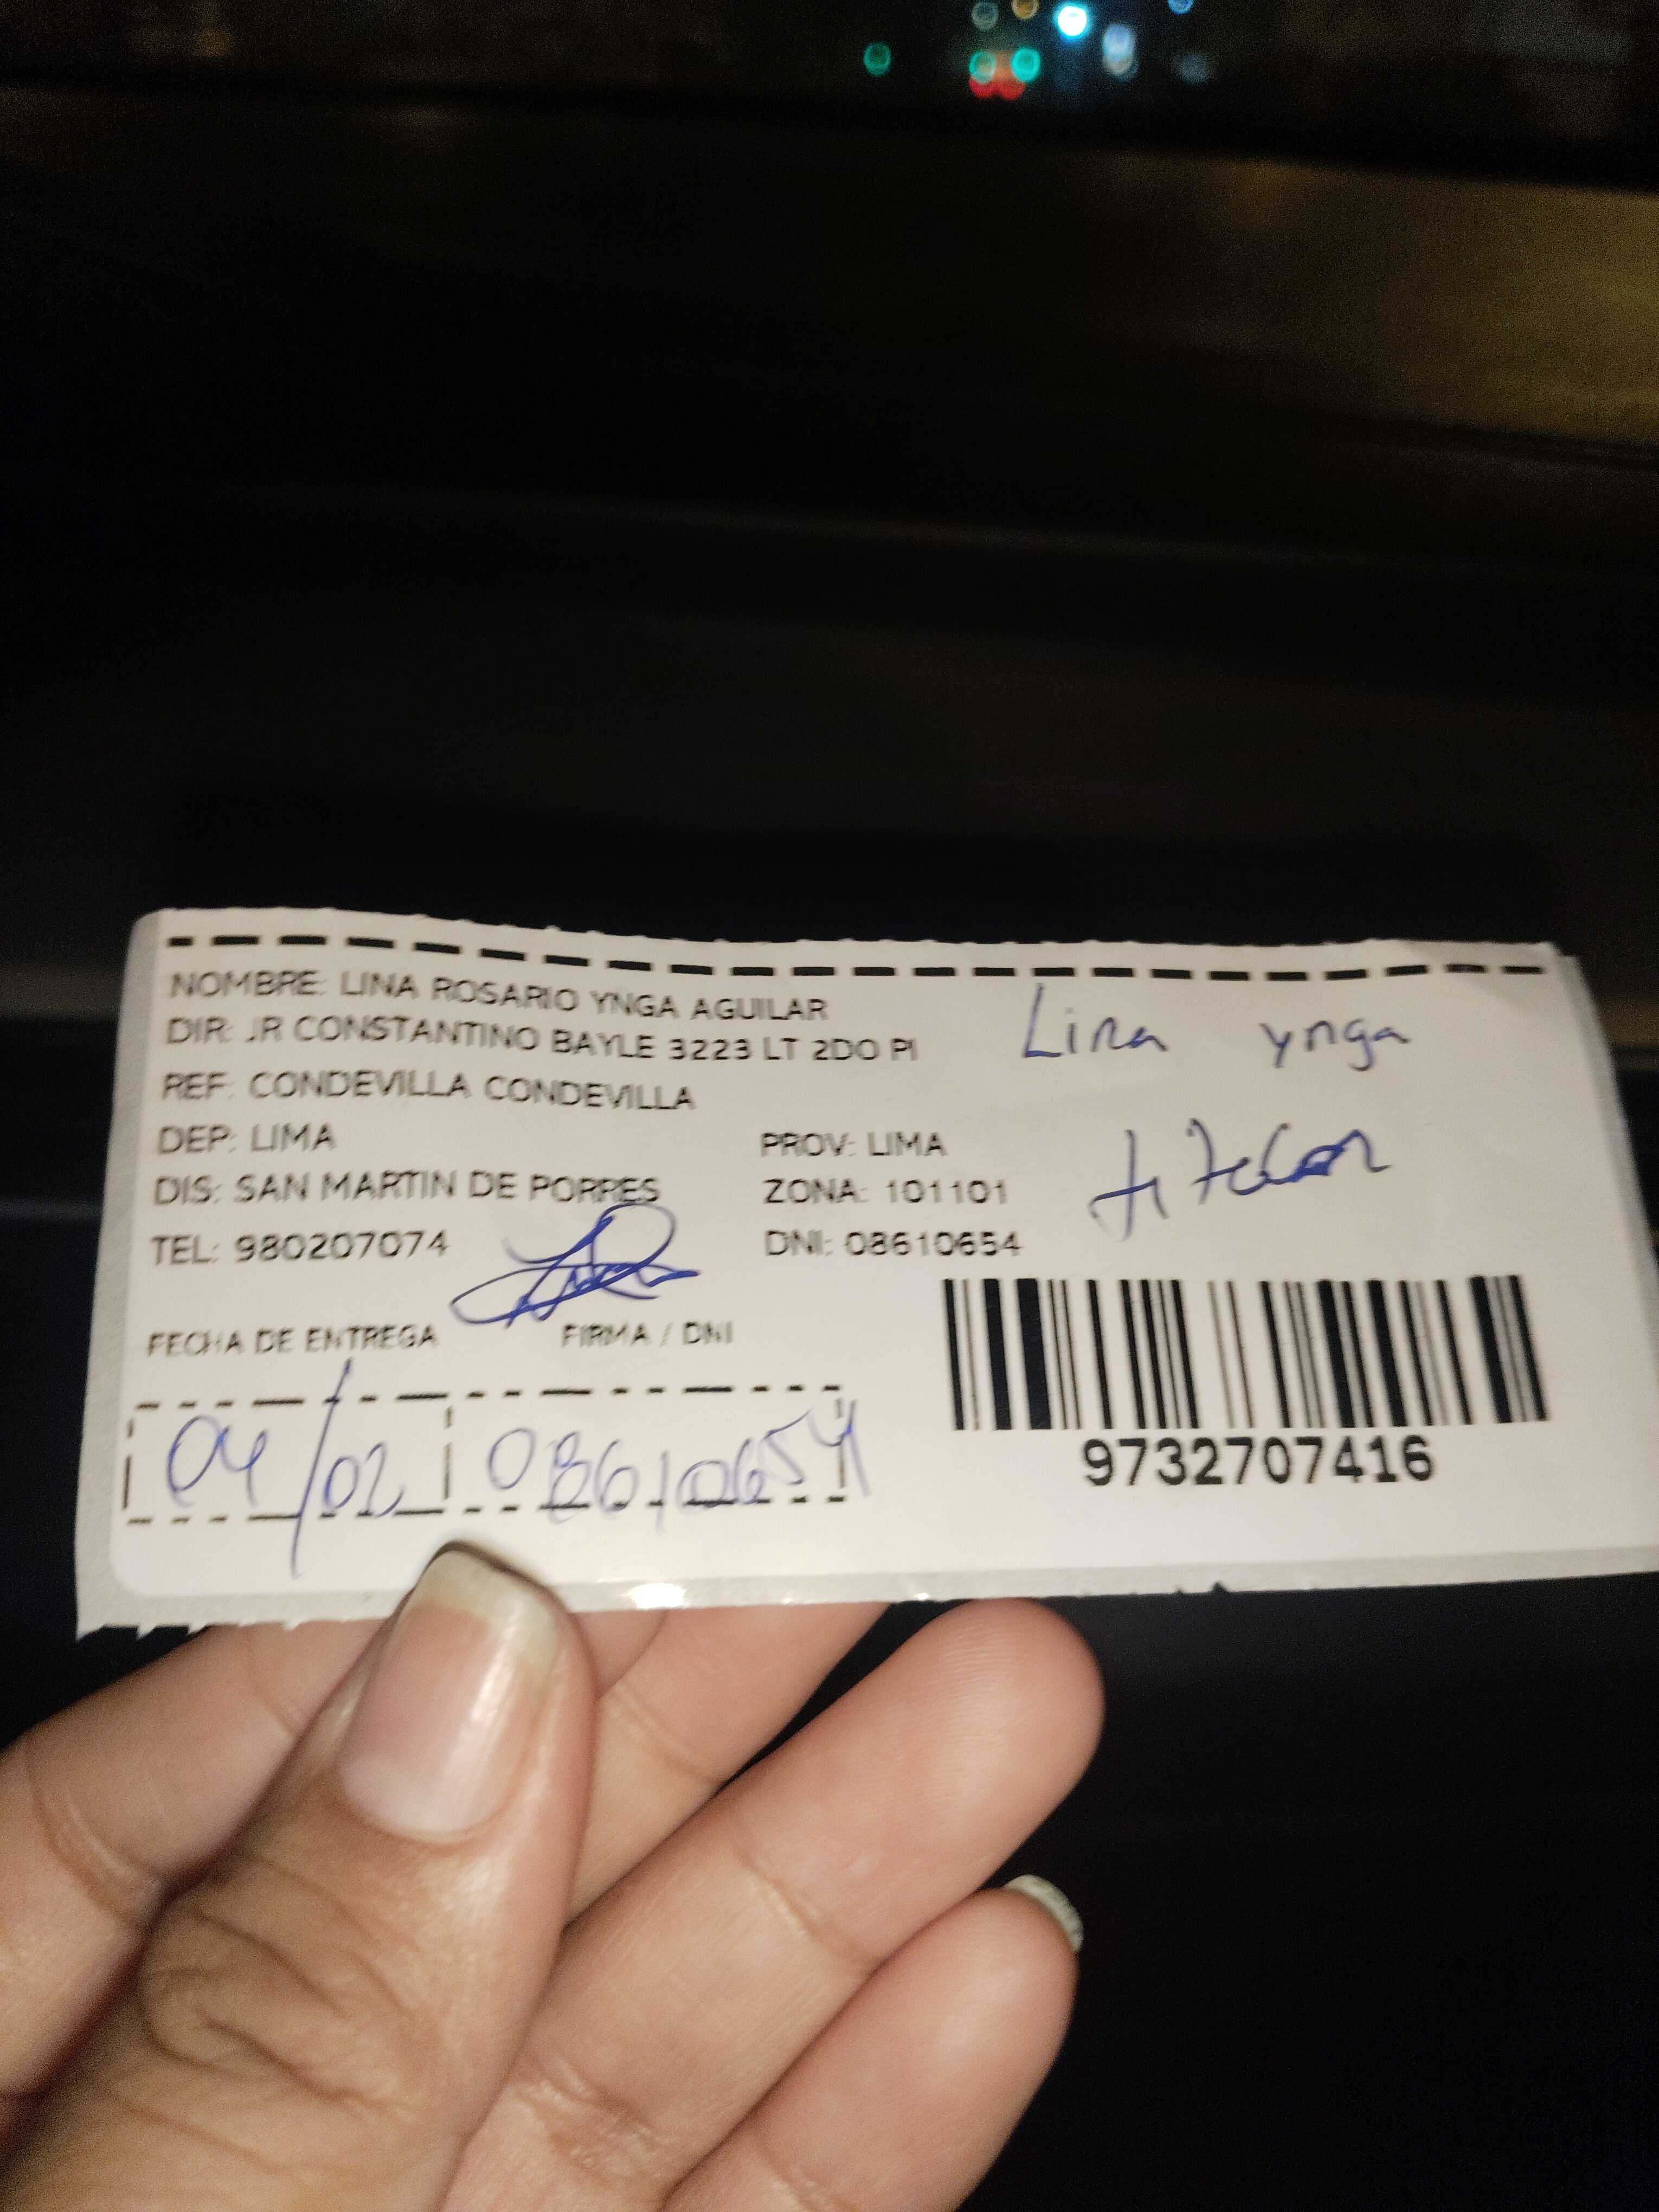 NOMBRE: LINA ROSARIO YNGA AGUILAR
DIR: JR CONSTANTINO BAYLE 3223 LT 2DO PI
REF: CONDEVILLA CONDEVILLA
DEP: LIMA
PROV: LIMA
DIS: SAN MARTIN DE PORRES
ZONA: 101101
TEL: 980207074
DNI: 08610654
Lina ynga
FECHA DE ENTREGA
FIRMA / DNI
04/02
08610654
9732707416